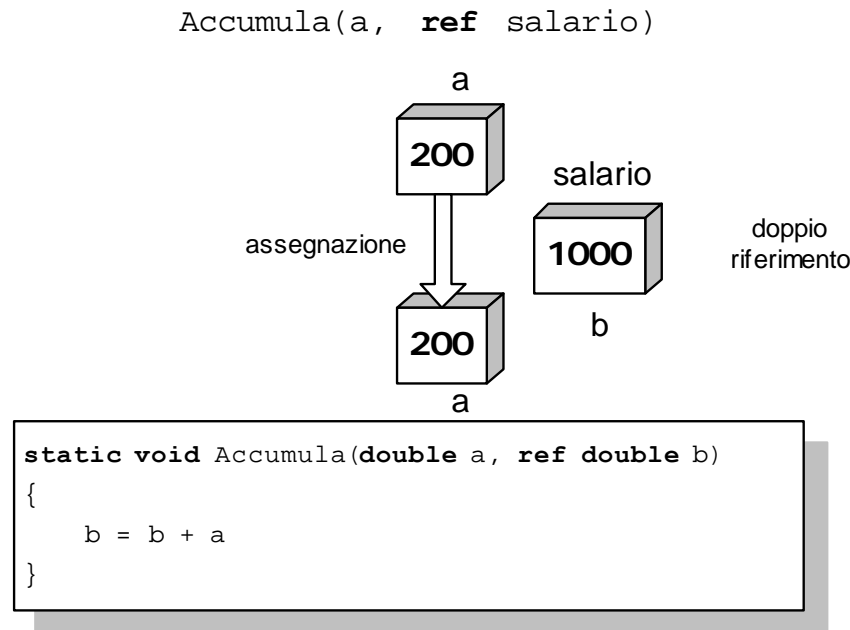 Accumula(a, ref salario)
a
200
salario
assegnazione
1000
doppio
riferimento
200
b
a
static void Accumula(double a, ref double b)
{
b = b + a
}